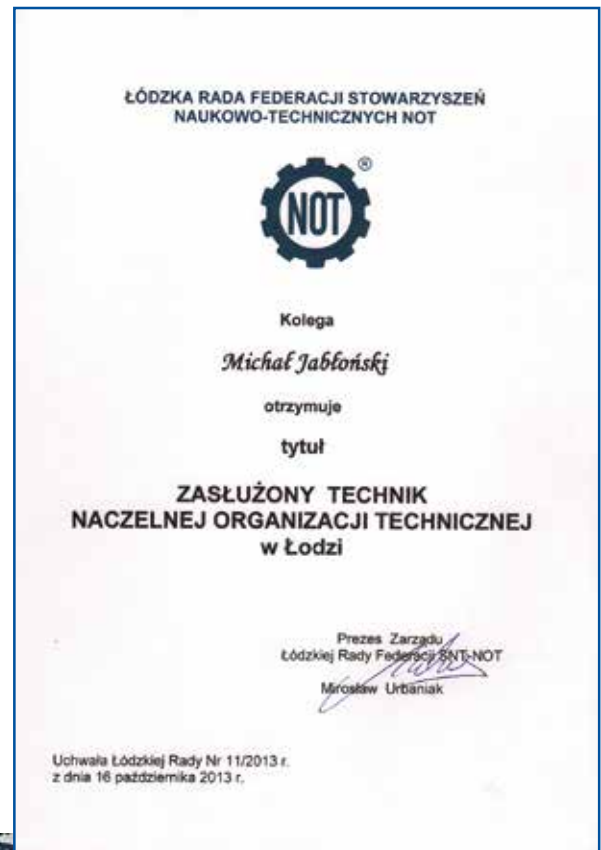 ŁÓDZKA RADA FEDERACJI STOWARZYSZEŃ
NAUKOWO-TECHNICZNYCH NOT
®
NOT
Kolega
Michał Jabłoński
otrzymuje
tytuł
ZASŁUŻONY TECHNIK
NACZELNEJ ORGANIZACJI TECHNICZNEJ
w Łodzi
Prezes Zarządu
Łódzkiej Rady Federacji SNT-NOT
Mirosław Urbaniak
Uchwała Łódzkiej Rady Nr 11/2013 r.
z dnia 16 października 2013 r.